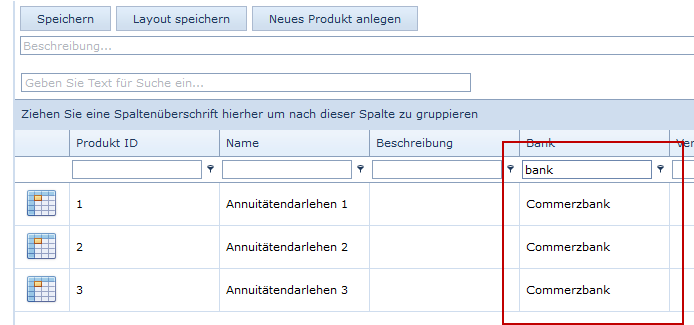 Speichern Layout speichern Neues Produkt anlegen
Beschreibung...
Geben Sie Text für Suche ein...
Ziehen Sie eine Spaltenüberschrift hierher um nach dieser Spalte zu gruppieren
Produkt ID Name Beschreibung Bank
bank
1 Annuitätendarlehen 1 Commerzbank
2 Annuitätendarlehen 2 Commerzbank
3 Annuitätendarlehen 3 Commerzbank